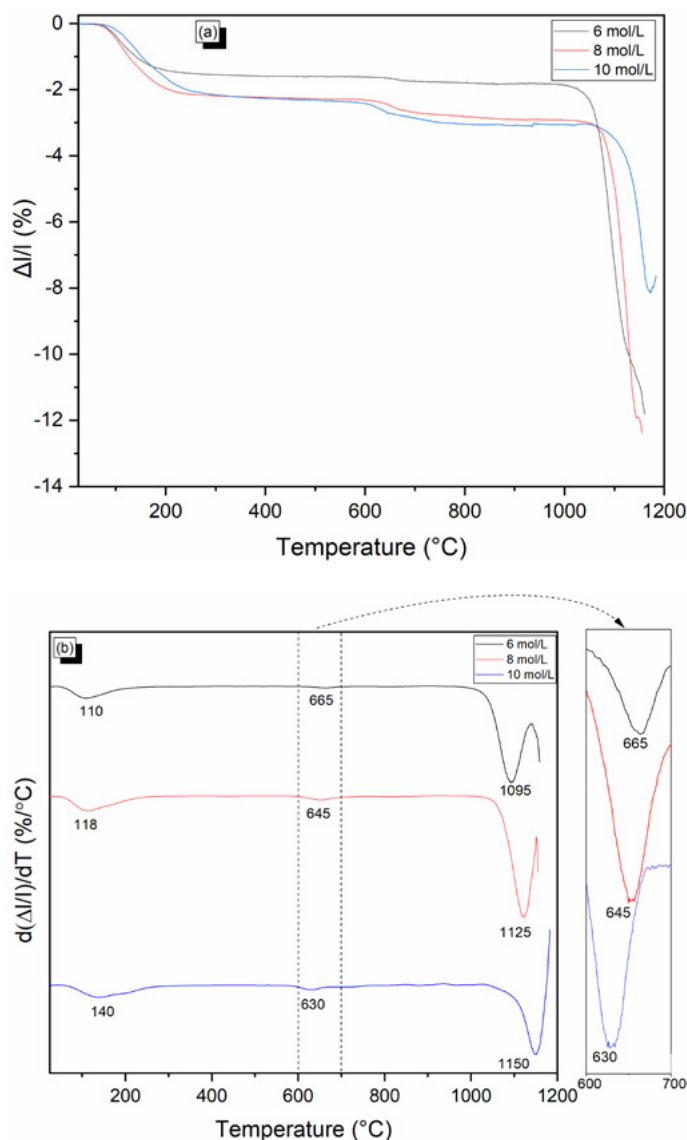 (a)
6 mol/L
8 mol/L
10 mol/L
0
-2
-4
-6
-8
-10
-12
-14
Δl/l (%)
200 400 600 800 1000 1200
Temperature (°C)
(b)
6 mol/L
8 mol/L
10 mol/L
110
665
1095
118
645
1125
140
630
1150
d(Δl/l)/dT (%/°C)
200 400 600 800 1000 1200
Temperature (°C)
665
645
630
600 700